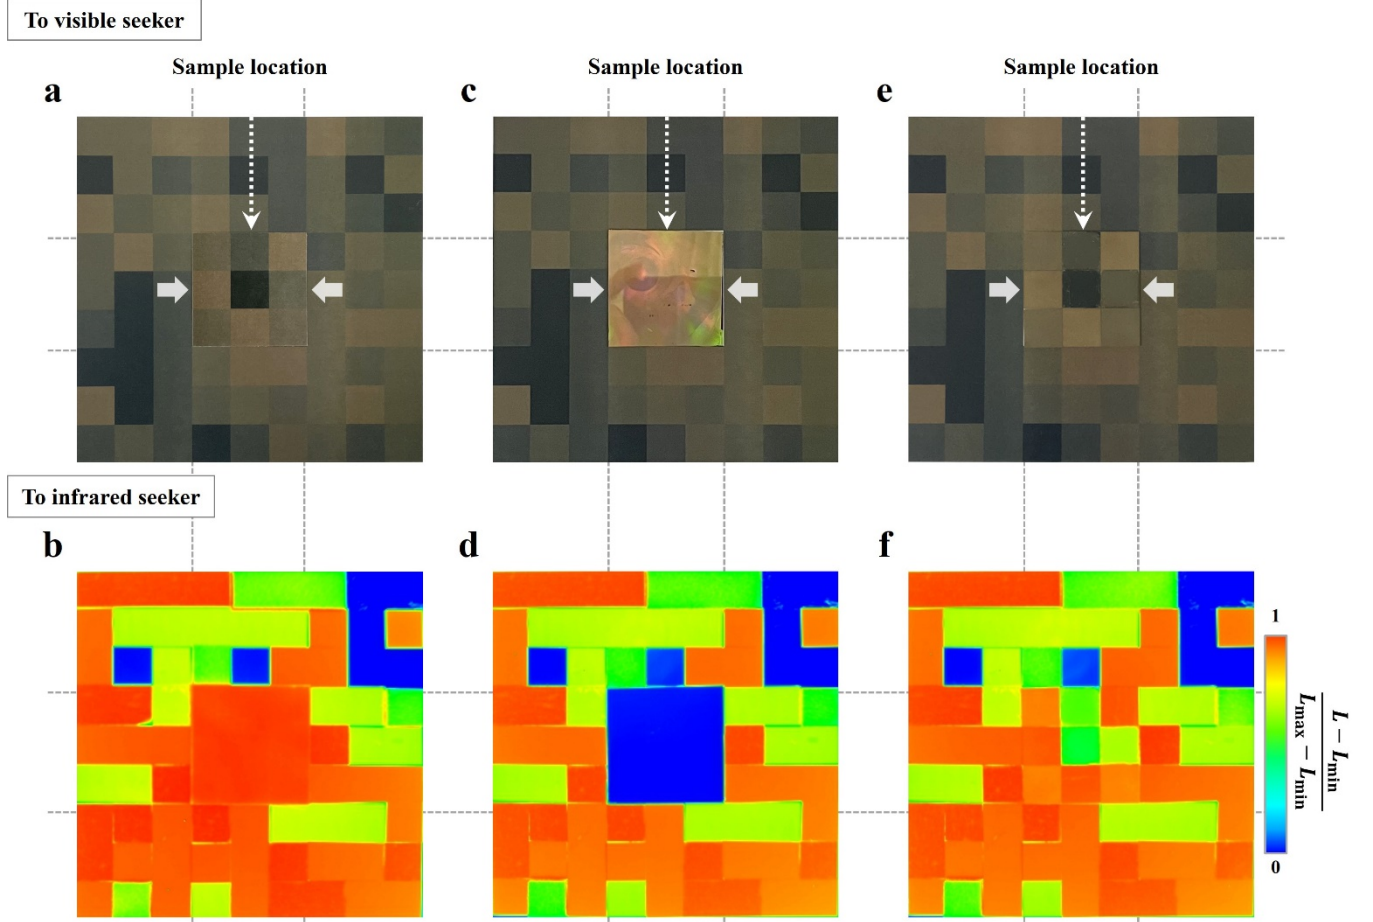 To visible seeker
Sample location
Sample location
Sample location
a
c
e
To infrared seeker
b
d
f
1
L − Lmin
Lmax − Lmin
0